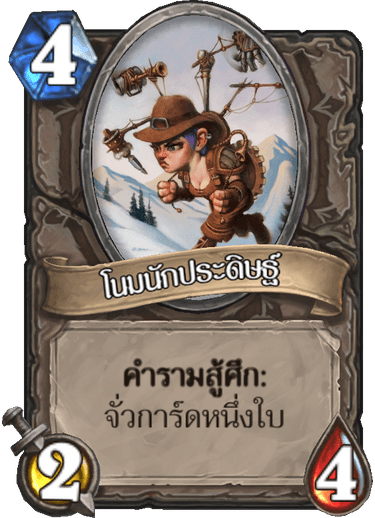 4
โนมนักประดิษฐ์
คำรามสู้ศึก:
จั่วการ์ดหนึ่งใบ
2
4